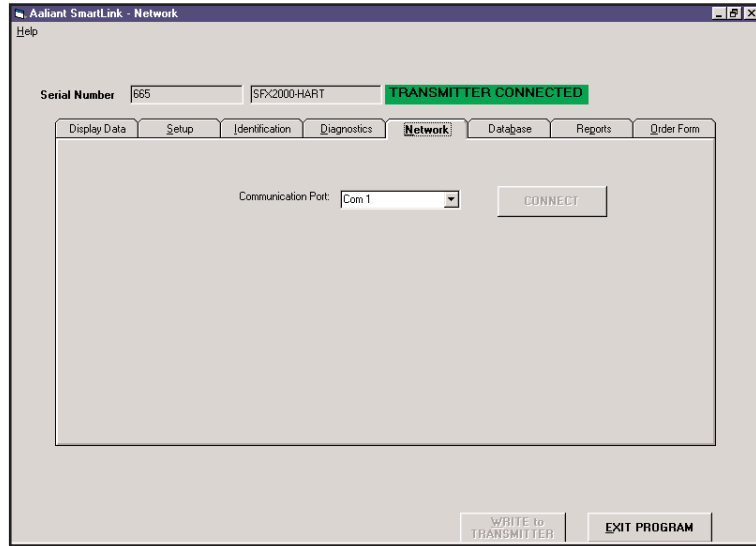 Aaliant SmartLink - Network
Help
Serial Number 665 SFX2000-HART TRANSMITTER CONNECTED
Display Data Setup Identification Diagnostics Network Database Reports Order Form
Communication Port: Com 1 CONNECT
WRITE to
TRANSMITTER
EXIT PROGRAM